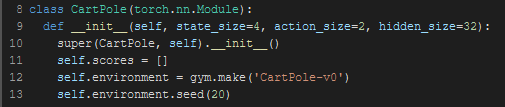 8 class CartPole(torch.nn.Module):
9   def __init__(self, state_size=4, action_size=2, hidden_size=32):
10     super(CartPole, self).__init__()
11     self.scores = []
12     self.environment = gym.make('CartPole-v0')
13     self.environment.seed(20)